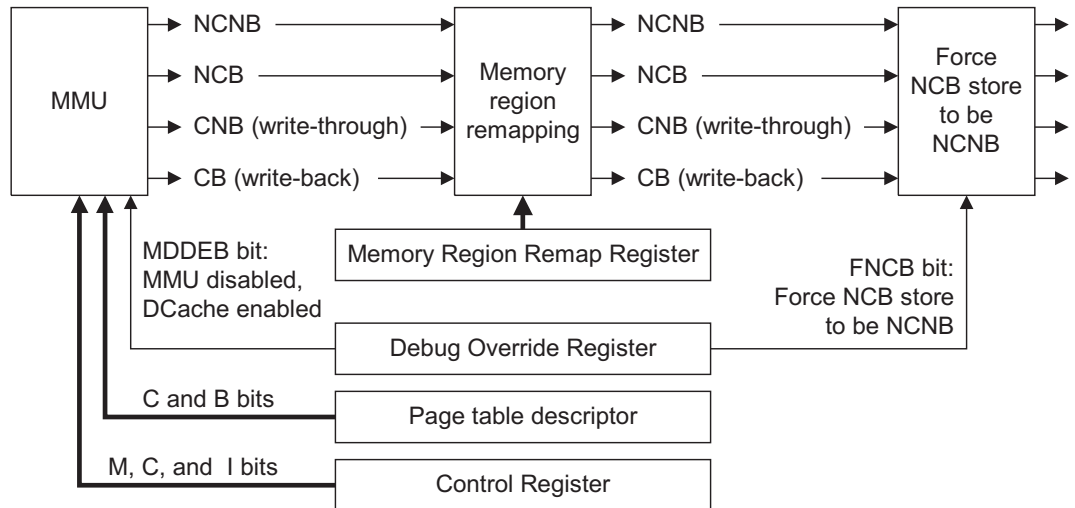 NCNB
NCB
CNB (write-through)
CB (write-back)
MMU
Memory
region
remapping
NCNB
NCB
CNB (write-through)
CB (write-back)
Force
NCB store
to be
NCNB
MDDEB bit:
MMU disabled,
DCache enabled
Memory Region Remap Register
FNCB bit:
Force NCB store
to be NCNB
Debug Override Register
C and B bits
Page table descriptor
M, C, and I bits
Control Register